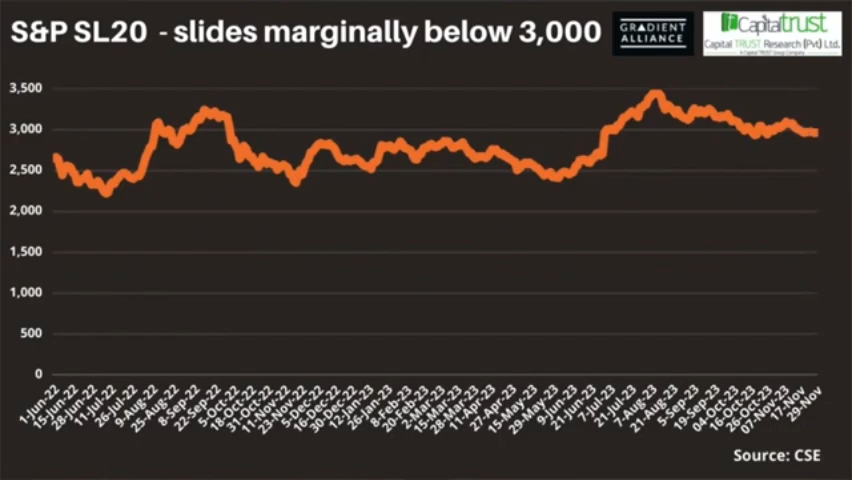 S&P SL20 - slides marginally below 3,000
GRADIENT
ALLIANCE
Capitaltrust
Capital TRUST Research (Pvt) Ltd.
A Capital TRUST Group Company
3,500
3,000
2,500
2,000
1,500
1,000
500
0
1-Jun-22
15-Jun-22
28-Jun-22
11-Jul-22
26-Jul-22
9-Aug-22
25-Aug-22
8-Sep-22
22-Sep-22
5-Oct-22
18-Oct-22
31-Oct-22
11-Nov-22
23-Nov-22
5-Dec-22
16-Dec-22
30-Dec-22
12-Jan-23
26-Jan-23
8-Feb-23
20-Feb-23
2-Mar-23
15-Mar-23
28-Mar-23
11-Apr-23
27-Apr-23
15-May-23
29-May-23
9-Jun-23
21-Jun-23
7-Jul-23
21-Jul-23
7-Aug-23
21-Aug-23
5-Sep-23
19-Sep-23
04-Oct-23
16-Oct-23
26-Oct-23
07-Nov-23
17-Nov
29-Nov
Source: CSE